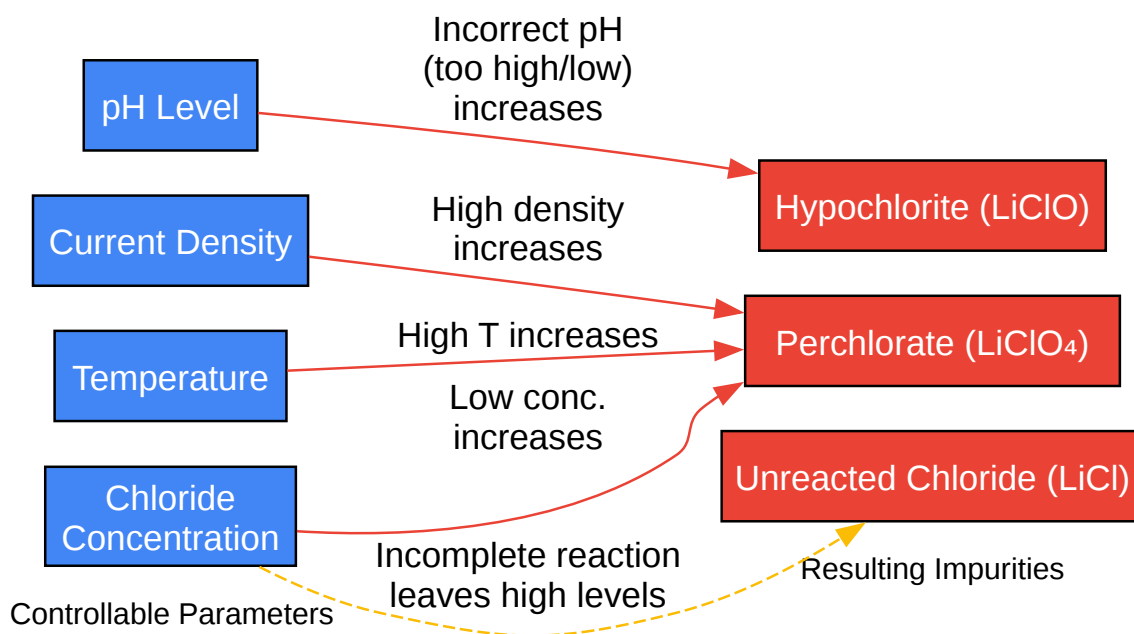 Incorrect pH
(too high/low)
increases
pH Level
Hypochlorite (LiClO)
High density
increases
Current Density
High T increases
Perchlorate (LiClO₄)
Temperature
Low conc.
increases
Unreacted Chloride (LiCl)
Chloride
Concentration
Incomplete reaction
leaves high levels
Resulting Impurities
Controllable Parameters